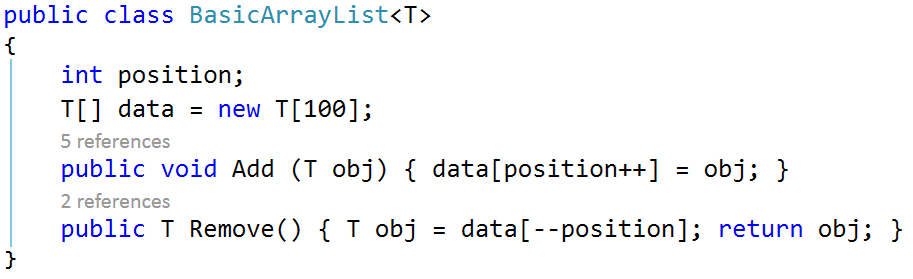 public class BasicArrayList<T>
{
int position;
T[] data = new T[100];
5 references
public void Add (T obj) { data[position++] = obj; }
2 references
public T Remove() { T obj = data[--position]; return obj; }
}